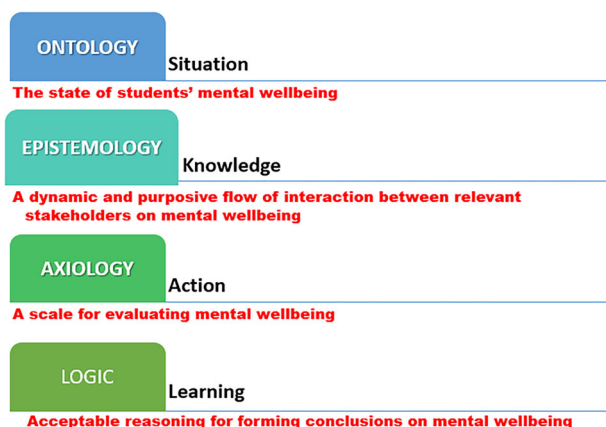 ONTOLOGY
Situation
The state of students' mental wellbeing
EPISTEMOLOGY
Knowledge
A dynamic and purposive flow of interaction between relevant
stakeholders on mental wellbeing
AXIOLOGY
Action
A scale for evaluating mental wellbeing
LOGIC
Learning
Acceptable reasoning for forming conclusions on mental wellbeing